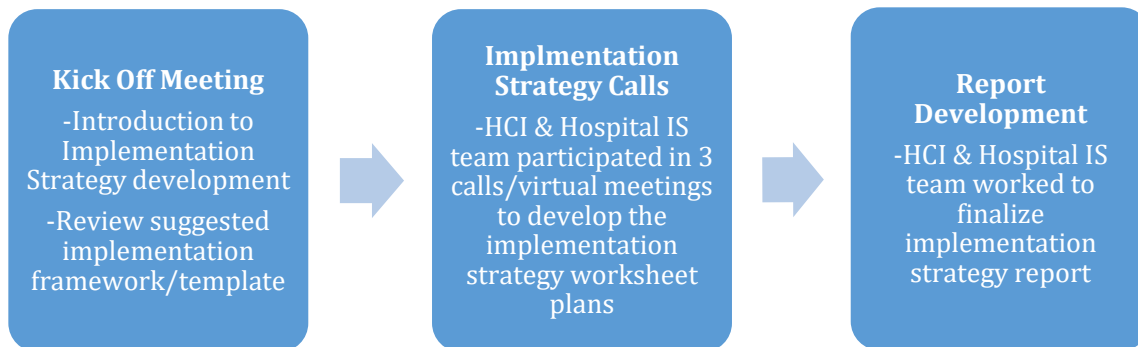 Kick Off Meeting
-Introduction to
Implementation
Strategy development
-Review suggested
implementation
framework/template
Implmentation
Strategy Calls
-HCI & Hospital IS
team participated in 3
calls/virtual meetings
to develop the
implementation
strategy worksheet
plans
Report
Development
-HCI & Hospital IS
team worked to
finalize
implementation
strategy report